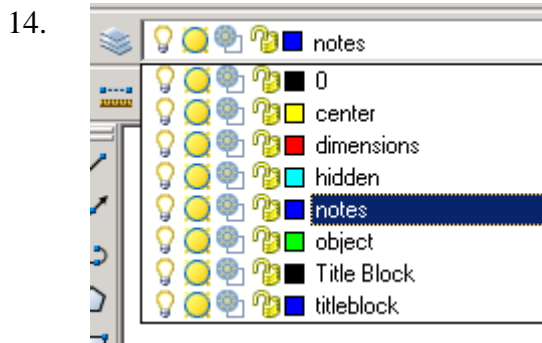 14.
notes
0
center
dimensions
hidden
notes
object
Title Block
titleblock